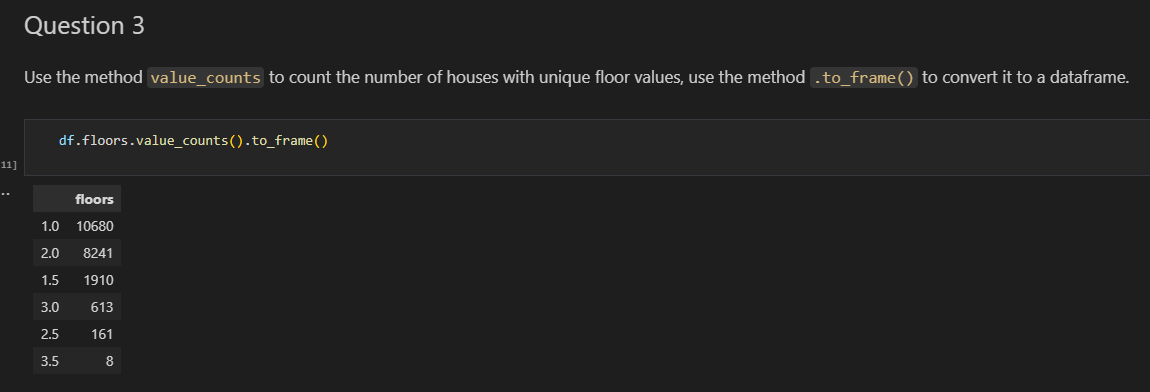 Question 3
Use the method value_counts to count the number of houses with unique floor values, use the method .to_frame() to convert it to a dataframe.
df.floors.value_counts().to_frame()
11]
..
floors
1.0 10680
2.0 8241
1.5 1910
3.0 613
2.5 161
3.5 8